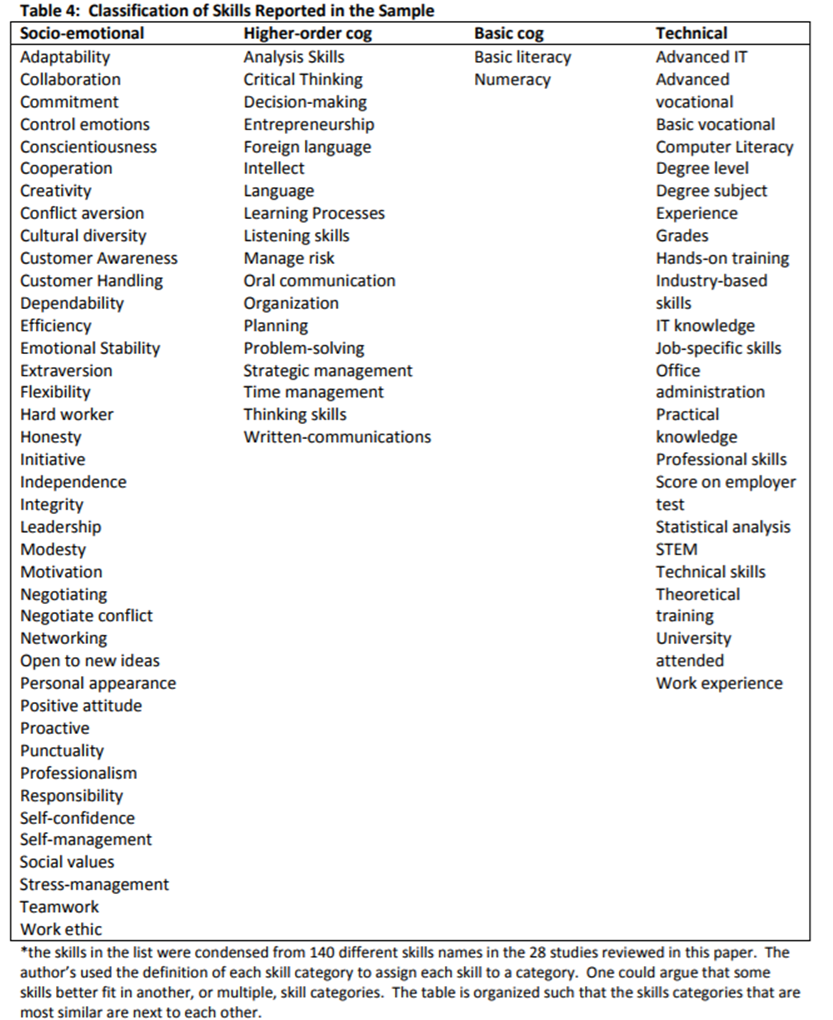 Table 4:  Classification of Skills Reported in the Sample
Socio-emotional Higher-order cog Basic cog Technical
Adaptability Analysis Skills Basic literacy Advanced IT
Collaboration Critical Thinking Numeracy Advanced
Commitment Decision-making vocational
Control emotions Entrepreneurship Basic vocational
Conscientiousness Foreign language Computer Literacy
Cooperation Intellect Degree level
Creativity Language Degree subject
Conflict aversion Learning Processes Experience
Cultural diversity Listening skills Grades
Customer Awareness Manage risk Hands-on training
Customer Handling Oral communication Industry-based
Dependability Organization skills
Efficiency Planning IT knowledge
Emotional Stability Problem-solving Job-specific skills
Extraversion Strategic management Office
Flexibility Time management administration
Hard worker Thinking skills Practical
Honesty Written-communications knowledge
Initiative Professional skills
Independence Score on employer
Integrity test
Leadership Statistical analysis
Modesty STEM
Motivation Technical skills
Negotiating Theoretical
Negotiate conflict training
Networking University
Open to new ideas attended
Personal appearance Work experience
Positive attitude
Proactive
Punctuality
Professionalism
Responsibility
Self-confidence
Self-management
Social values
Stress-management
Teamwork
Work ethic
*the skills in the list were condensed from 140 different skills names in the 28 studies reviewed in this paper.  The
author's used the definition of each skill category to assign each skill to a category.  One could argue that some
skills better fit in another, or multiple, skill categories.  The table is organized such that the skills categories that are
most similar are next to each other.